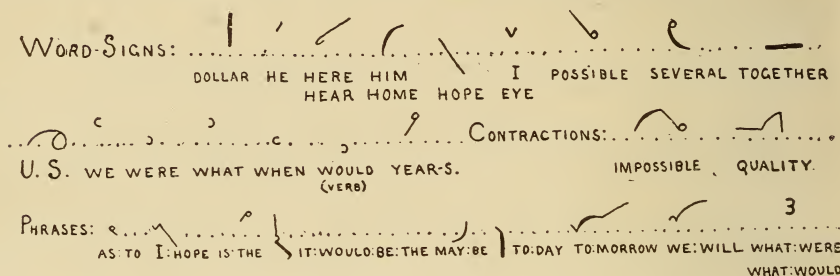 WORD-SIGNS:
DOLLAR HE HERE HIM I POSSIBLE SEVERAL TOGETHER
HEAR HOME HOPE EYE
CONTRACTIONS:
U.S. WE WERE WHAT WHEN WOULD YEAR-S. IMPOSSIBLE, QUALITY.
(VERB)
PHRASES: 
AS:TO I:HOPE IS:THE IT:WOULD:BE:THE MAY:BE TO:DAY TO:MORROW WE:WILL WHAT:WERE
WHAT:WOULD